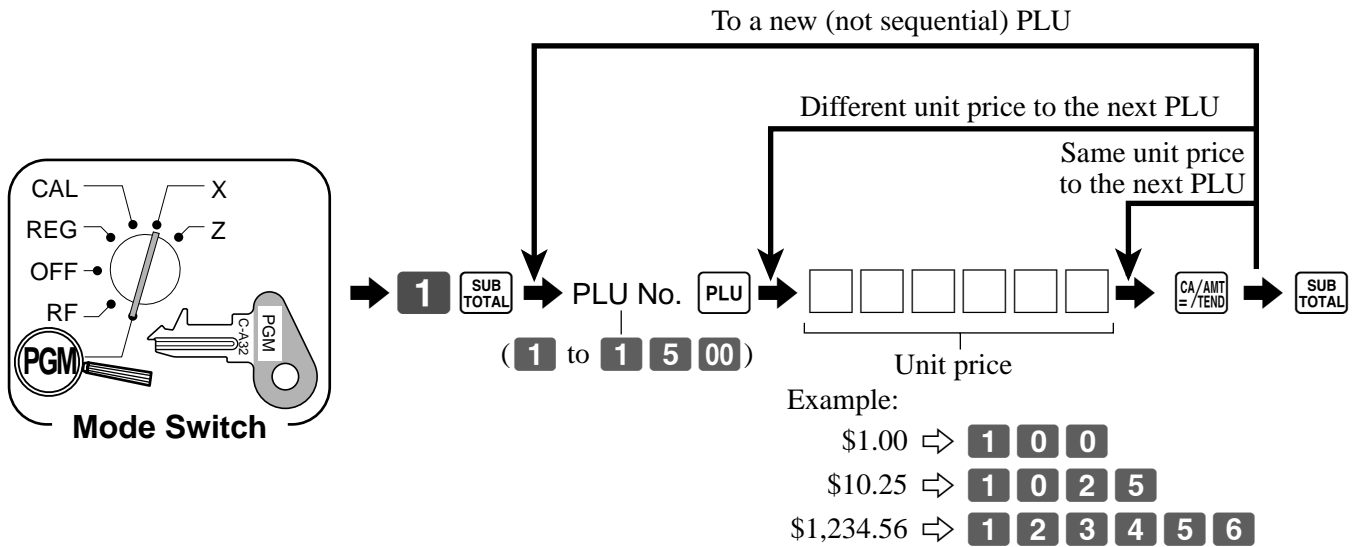 To a new (not sequential) PLU
Different unit price to the next PLU
Same unit price
to the next PLU
CAL
X
REG
Z
OFF
RF
PGM
PGM
C-A32
Mode Switch
1 SUB TOTAL PLU No. PLU CA/AMT = /TEND SUB TOTAL
(1 to 1 5 00)
Unit price
Example:
$1.00 ⇨ 1 0 0
$10.25 ⇨ 1 0 2 5
$1,234.56 ⇨ 1 2 3 4 5 6